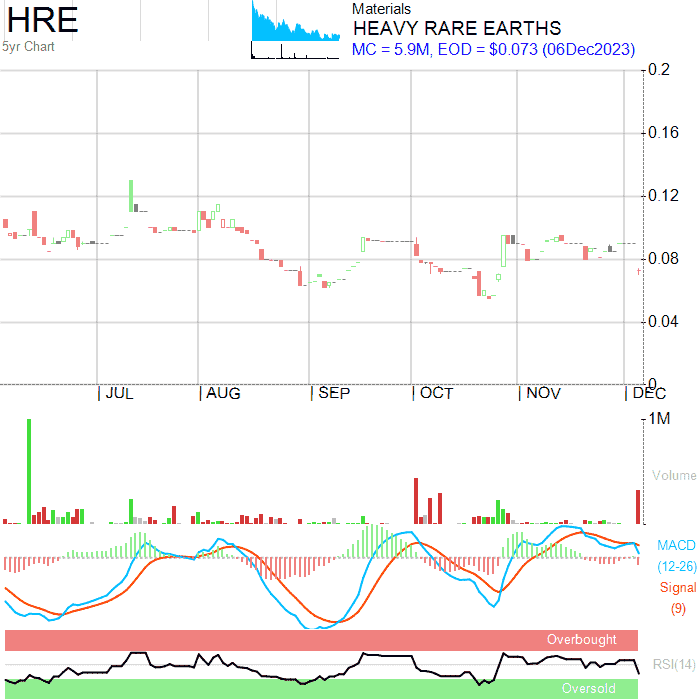 HRE
5yr Chart
Materials
HEAVY RARE EARTHS
MC = 5.9M, EOD = $0.073 (06Dec2023)
0.2
0.16
0.12
0.08
0.04
0
JUL AUG SEP OCT NOV DEC
1M
Volume
MACD
(12-26)
Signal
(9)
Overbought
RSI(14)
Oversold